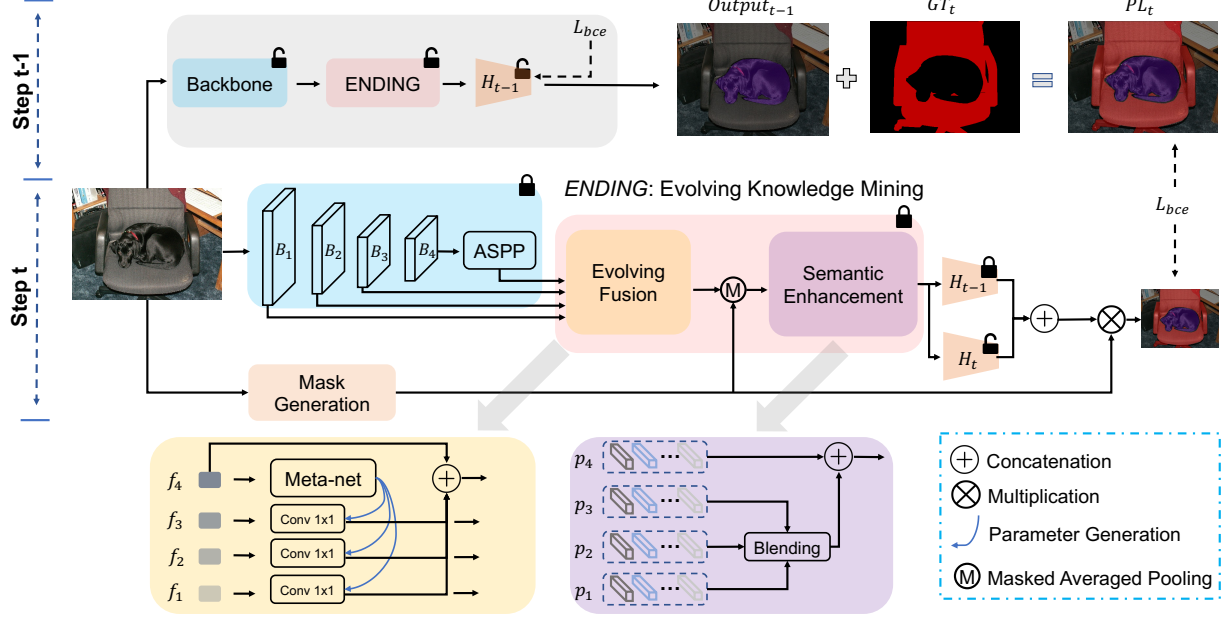 Output_{t-1}
GT_t
PL_t
Step t-1
L_{bce}
Backbone
ENDING
H_{t-1}
ENDING: Evolving Knowledge Mining
Step t
B_1
B_2
B_3
B_4
ASPP
Evolving
Fusion
M
Semantic
Enhancement
H_{t-1}
H_t
L_{bce}
Mask
Generation
f_4
Meta-net
f_3
Conv 1x1
f_2
Conv 1x1
f_1
Conv 1x1
p_4
p_3
p_2
Blending
p_1
Concatenation
Multiplication
Parameter Generation
M Masked Averaged Pooling